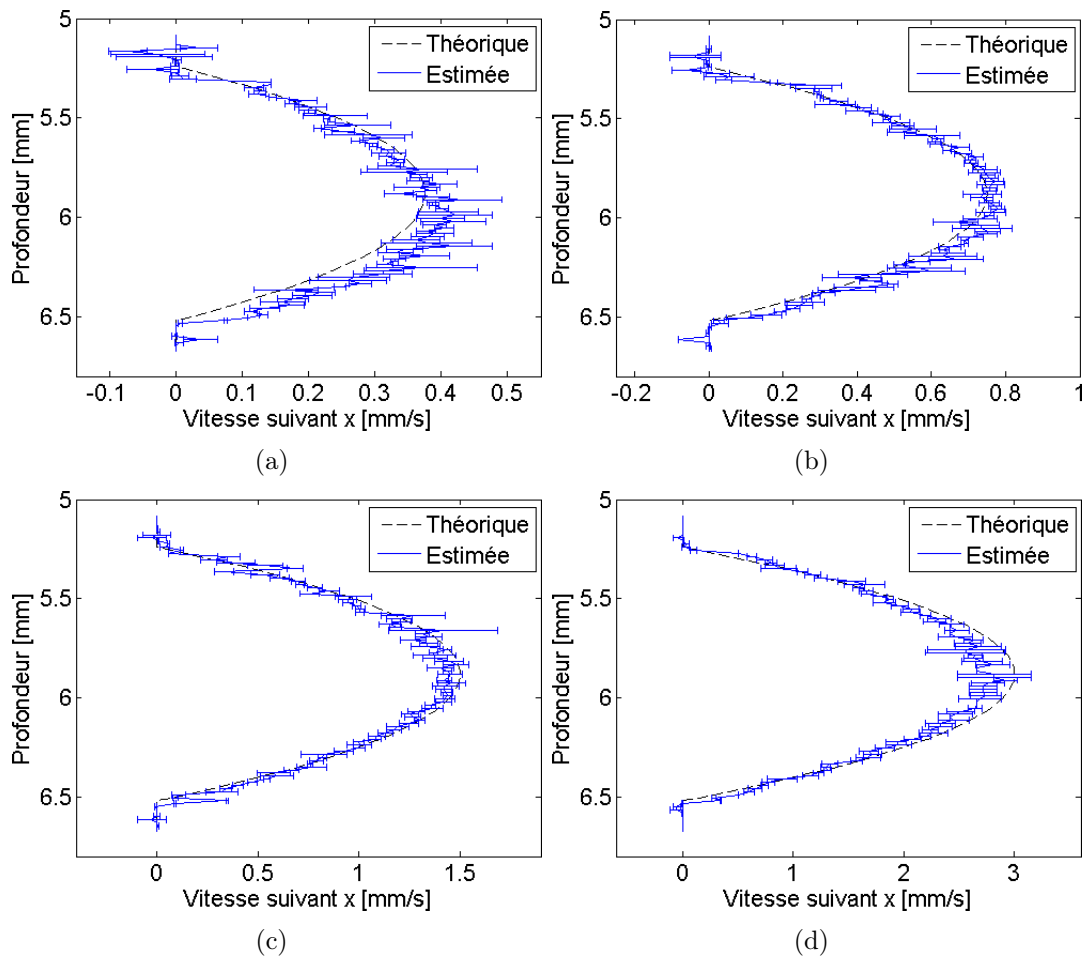 5
5.5
6
6.5
Profondeur [mm]
Théorique
Estimée
-0.1 0 0.1 0.2 0.3 0.4 0.5
Vitesse suivant x [mm/s]
(a)
5
5.5
6
6.5
Profondeur [mm]
Théorique
Estimée
-0.2 0 0.2 0.4 0.6 0.8 1
Vitesse suivant x [mm/s]
(b)
5
5.5
6
6.5
Profondeur [mm]
Théorique
Estimée
0 0.5 1 1.5
Vitesse suivant x [mm/s]
(c)
5
5.5
6
6.5
Profondeur [mm]
Théorique
Estimée
0 1 2 3
Vitesse suivant x [mm/s]
(d)